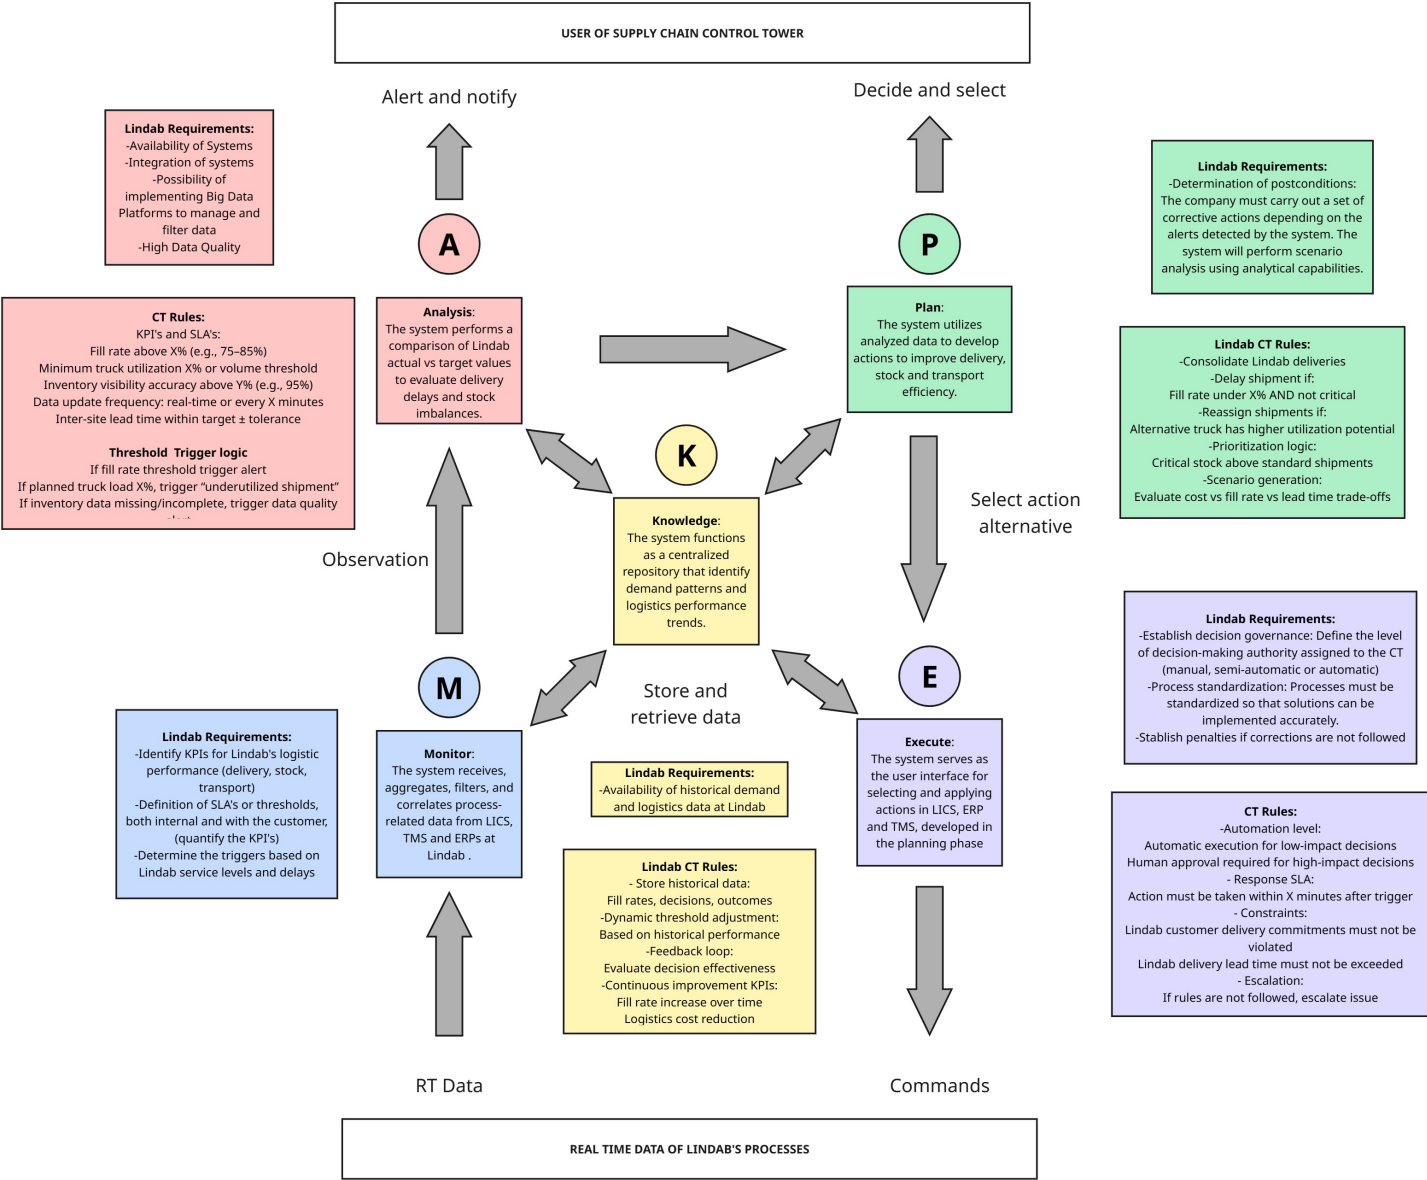 USER OF SUPPLY CHAIN CONTROL TOWER
Alert and notify
Decide and select
Lindab Requirements:
-Availability of Systems
-Integration of systems
-Possibility of
implementing Big Data
Platforms to manage and
filter data
-High Data Quality
A
P
Lindab Requirements:
-Determination of postconditions:
The company must carry out a set of
corrective actions depending on the
alerts detected by the system. The
system will perform scenario
analysis using analytical capabilities.
CT Rules:
KPI's and SLA's:
Fill rate above X% (e.g., 75–85%)
Minimum truck utilization X% or volume threshold
Inventory visibility accuracy above Y% (e.g., 95%)
Data update frequency: real-time or every X minutes
Inter-site lead time within target ± tolerance
Threshold Trigger logic
If fill rate threshold trigger alert
If planned truck load X%, trigger “underutilized shipment”
If inventory data missing/incomplete, trigger data quality
Analysis:
The system performs a
comparison of Lindab
actual vs target values
to evaluate delivery
delays and stock
imbalances.
Plan:
The system utilizes
analyzed data to develop
actions to improve delivery,
stock and transport
efficiency.
Lindab CT Rules:
-Consolidate Lindab deliveries
-Delay shipment if:
Fill rate under X% AND not critical
-Reassign shipments if:
Alternative truck has higher utilization potential
-Prioritization logic:
Critical stock above standard shipments
-Scenario generation:
Evaluate cost vs fill rate vs lead time trade-offs
K
Knowledge:
The system functions
as a centralized
repository that identify
demand patterns and
logistics performance
trends.
Select action
alternative
Observation
M
E
Store and
retrieve data
Lindab Requirements:
-Establish decision governance: Define the level
of decision-making authority assigned to the CT
(manual, semi-automatic or automatic)
-Process standardization: Processes must be
standardized so that solutions can be
implemented accurately.
-Stablish penalties if corrections are not followed
Lindab Requirements:
-Identify KPIs for Lindab's logistic
performance (delivery, stock,
transport)
-Definition of SLA's or thresholds,
both internal and with the customer,
(quantify the KPI's)
-Determine the triggers based on
Lindab service levels and delays
Monitor:
The system receives,
aggregates, filters, and
correlates process-
related data from LICS,
TMS and ERPs at
Lindab .
Lindab Requirements:
-Availability of historical demand
and logistics data at Lindab
Execute:
The system serves as
the user interface for
selecting and applying
actions in LICS, ERP
and TMS, developed in
the planning phase
CT Rules:
-Automation level:
Automatic execution for low-impact decisions
Human approval required for high-impact decisions
- Response SLA:
Action must be taken within X minutes after trigger
- Constraints:
Lindab customer delivery commitments must not be
violated
Lindab delivery lead time must not be exceeded
- Escalation:
If rules are not followed, escalate issue
Lindab CT Rules:
- Store historical data:
Fill rates, decisions, outcomes
-Dynamic threshold adjustment:
Based on historical performance
-Feedback loop:
Evaluate decision effectiveness
-Continuous improvement KPIs:
Fill rate increase over time
Logistics cost reduction
RT Data
Commands
REAL TIME DATA OF LINDAB'S PROCESSES